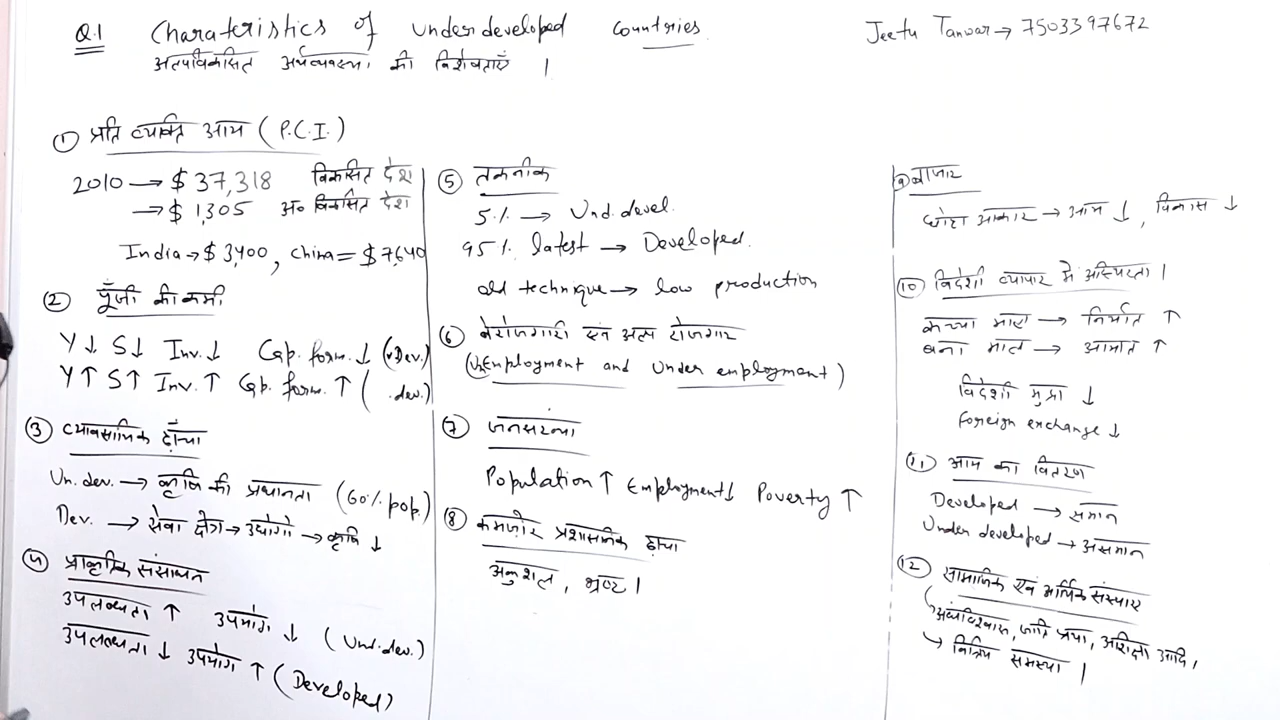 Q.1 Charateristics of Underdeveloped Countries.
Jeetu Tanwar → 7503397672
अल्पविकसित अर्थव्यवस्था की विशेषताएँ ।
① प्रति व्यक्ति आय ( P.C.I. )
2010 → $ 37,318 विकसित देश
→ $ 1,305 अ० विकसित देश
India → $ 3,400 , China = $ 7,640
② पूँजी की कमी
Y↓ S↓ Inv.↓ Cap. form.↓ (u.Dev.)
Y↑ S↑ Inv.↑ Cap. form.↑ ( dev.)
③ व्यावसायिक ढाँचा
Un. dev. → कृषि की प्रधानता (60% pop.)
Dev. → सेवा क्षेत्र → उद्योगो → कृषि ↓
④ प्राकृतिक संसाधन
उपलब्धता ↑ उपयोग ↓ (Und. dev.)
उपलब्धता ↓ उपयोग ↑ (Developed)
⑤ तकनीक
5% → Und. devel.
95% latest → Developed.
old technique → low production
⑥ बेरोजगारी एवं अल्प रोजगार
(UnEmployment and Under employment)
⑦ जनसंख्या
Population ↑ Employment ↓ Poverty ↑
⑧ कमज़ोर प्रशासनिक ढ़ांचा
अकुशल , भ्रष्ट ।
⑨ बाजार
छोटा आकार → आय ↓ , विकास ↓
⑩ विदेशी व्यापार में अस्थिरता ।
कच्चा माल → निर्यात ↑
बना माल → आयात ↑
विदेशी मुद्रा ↓
foreign exchange ↓
⑪ आय का वितरण
Developed → समान
Under developed → असमान
⑫ सामाजिक एवं धार्मिक संस्थाए
अंधविश्वास, जाति प्रथा, अशिक्षा आदि ।
→ समस्या ।